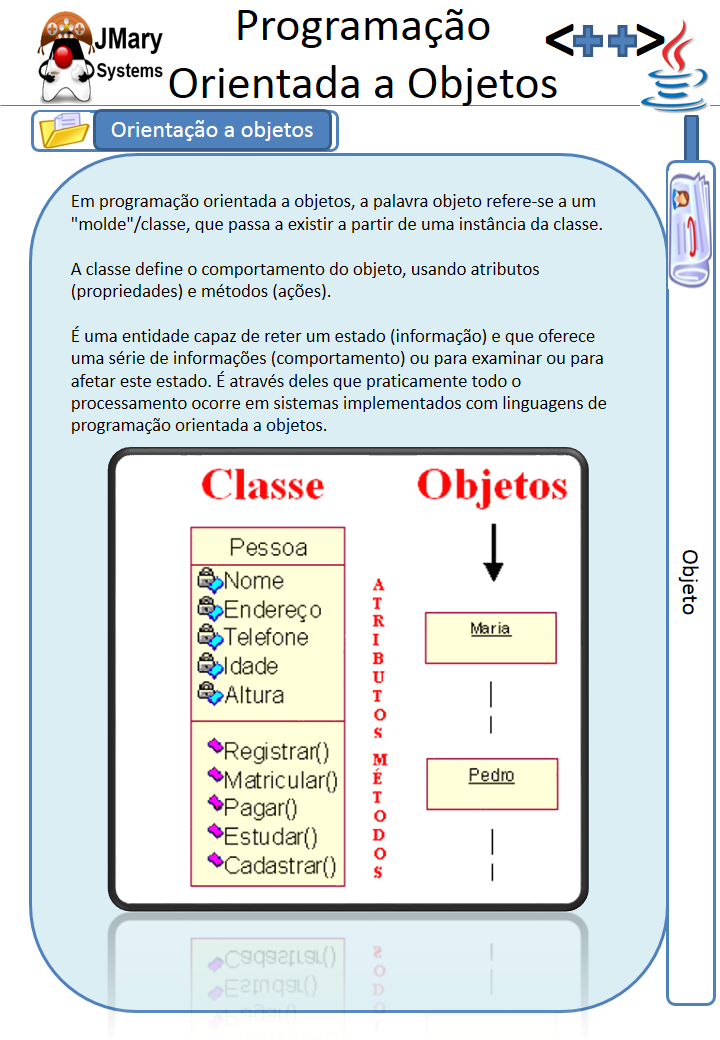 JMary
Systems
Programação
Orientada a Objetos
<++>
Orientação a objetos
Em programação orientada a objetos, a palavra objeto refere-se a um
"molde"/classe, que passa a existir a partir de uma instância da classe.
A classe define o comportamento do objeto, usando atributos
(propriedades) e métodos (ações).
É uma entidade capaz de reter um estado (informação) e que oferece
uma série de informações (comportamento) ou para examinar ou para
afetar este estado. É através deles que praticamente todo o
processamento ocorre em sistemas implementados com linguagens de
programação orientada a objetos.
Classe
Objetos
Pessoa
Nome
Endereço
Telefone
Idade
Altura
Registrar()
Matricular()
Pagar()
Estudar()
Cadastrar()
ATRIBUTOS
MÉTODOS
Maria
Pedro
Objeto